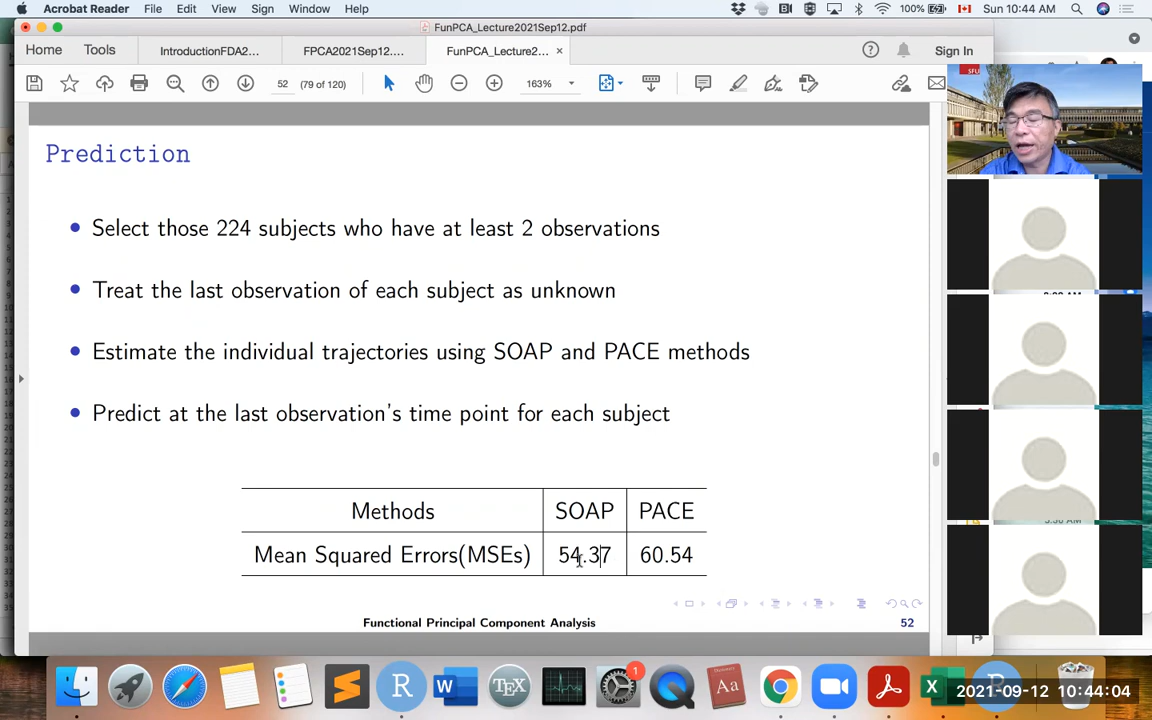 Acrobat Reader File Edit View Sign Window Help 100% Sun 10:44 AM
FunPCA_Lecture2021Sep12.pdf
Home Tools IntroductionFDA2... FPCA2021Sep12.... FunPCA_Lecture2... × Sign In
52 (79 of 120) 163%
SFU
Prediction
Select those 224 subjects who have at least 2 observations
Treat the last observation of each subject as unknown
Estimate the individual trajectories using SOAP and PACE methods
Predict at the last observation's time point for each subject
Methods SOAP PACE
Mean Squared Errors(MSEs) 54.37 60.54
Functional Principal Component Analysis 52
1
W TEX Aa X
2021-09-12 10:44:04